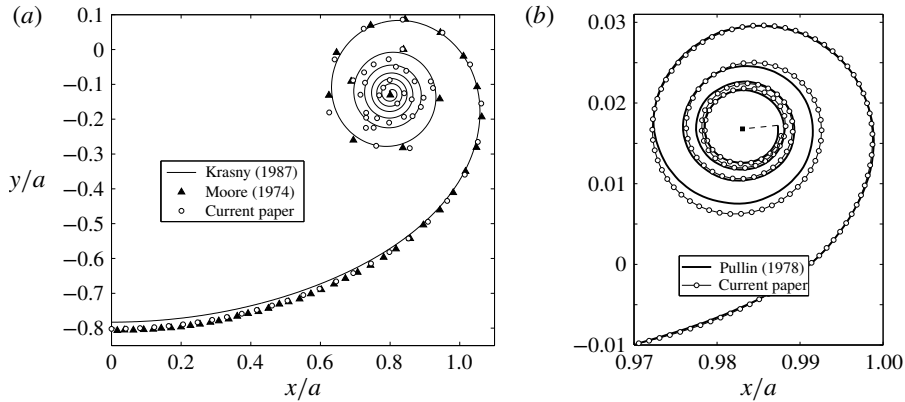 (a)
0.1
0
−0.1
−0.2
−0.3
−0.4
−0.5
−0.6
−0.7
−0.8
y/a
Krasny (1987)
Moore (1974)
Current paper
0 0.2 0.4 0.6 0.8 1.0
x/a
(b)
0.03
0.02
0.01
0
−0.01
Pullin (1978)
Current paper
0.97 0.98 0.99 1.00
x/a